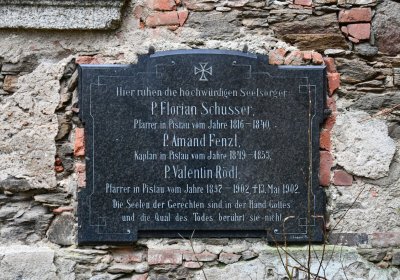 Hier ruhen die hochwürdigen Seelsorger
P. Florian Schusser,
Pfarrer in Pistau vom Jahre 1816 – 1840.
P. Amand Fenzl,
Kaplan in Pistau vom Jahre 1849 – 1855.
P. Valentin Rödl,
Pfarrer in Pistau vom Jahre 1857 – 1902 † 13. Mai 1902.
Die Seelen der Gerechten sind in der Hand Gottes
und die Qual des Todes berührt sie nicht.